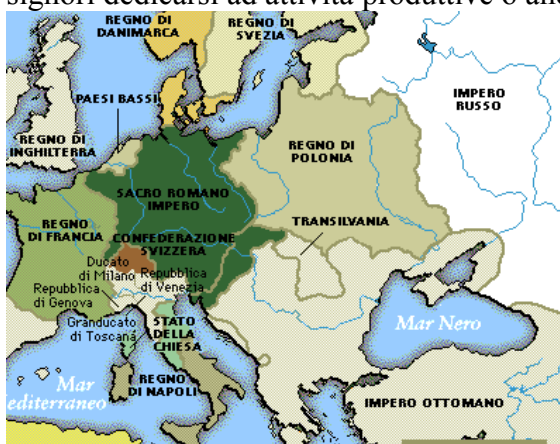 signori dedicarsi ad attività produttive o
REGNO DI
DANIMARCA
REGNO DI
SVEZIA
PAESI BASSI
IMPERO
RUSSO
REGNO DI
INGHILTERRA
REGNO DI
POLONIA
SACRO ROMANO
IMPERO
REGNO
DI FRANCIA
TRANSILVANIA
CONFEDERAZIONE
SVIZZERA
Ducato
di Milano
Repubblica
di Venezia
Repubblica
di Genova
Granducato
di Toscana
STATO
DELLA
CHIESA
Mar Nero
Mar
editerraneo
REGNO
DI NAPOLI
IMPERO OTTOMANO